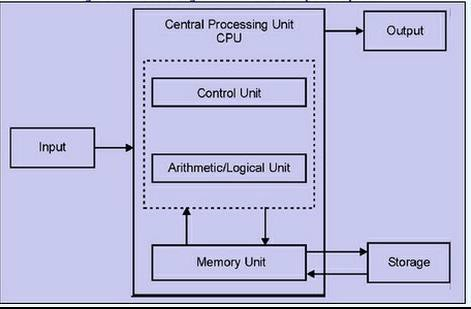 Central Processing Unit
CPU
Output
Control Unit
Input
Arithmetic/Logical Unit
Memory Unit
Storage